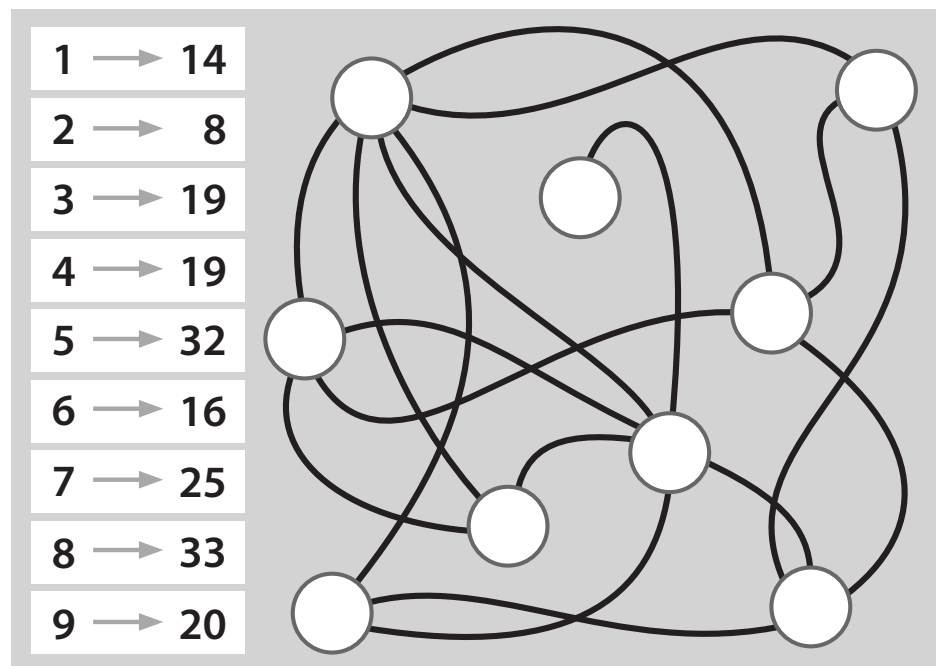 1 → 14
2 → 8
3 → 19
4 → 19
5 → 32
6 → 16
7 → 25
8 → 33
9 → 20